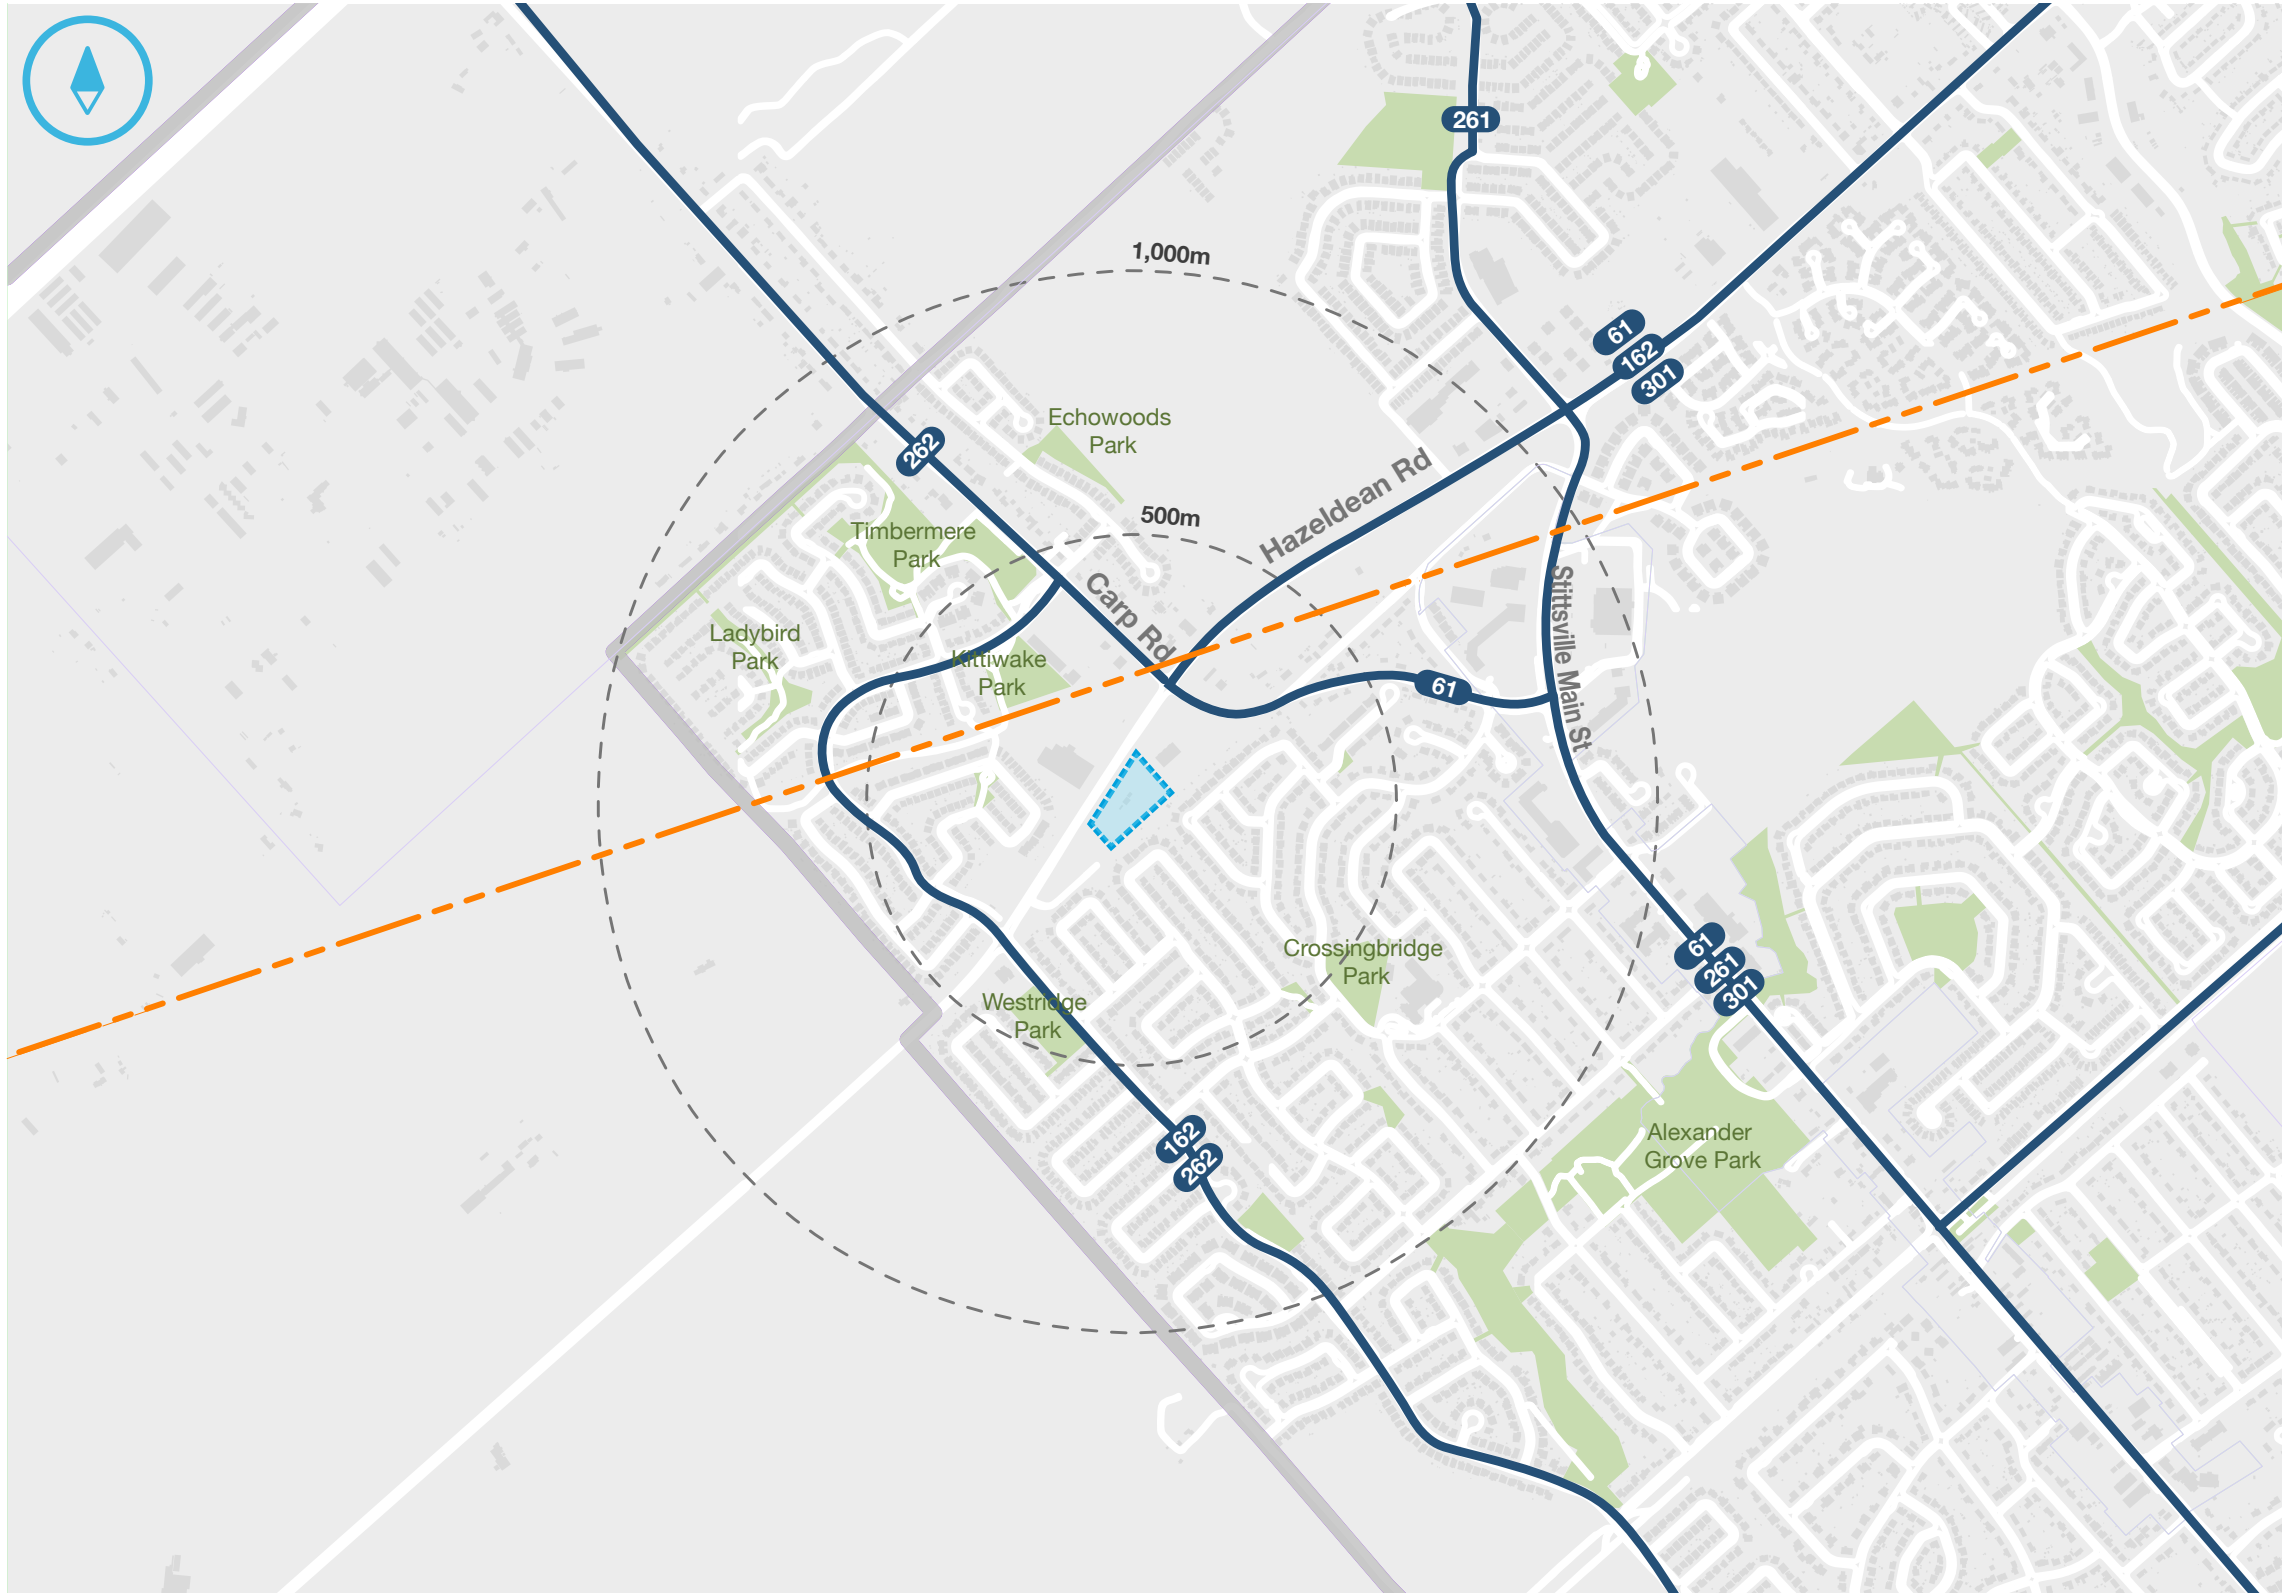 261
1,000m
61
162
301
Echowoods
Park
262
Hazeldean Rd
500m
Timbermere
Park
Carp Rd
Stittsville Main St
Ladybird
Park
Kittiwake
Park
61
Crossingbridge
Park
61
261
301
Westridge
Park
162
262
Alexander
Grove Park